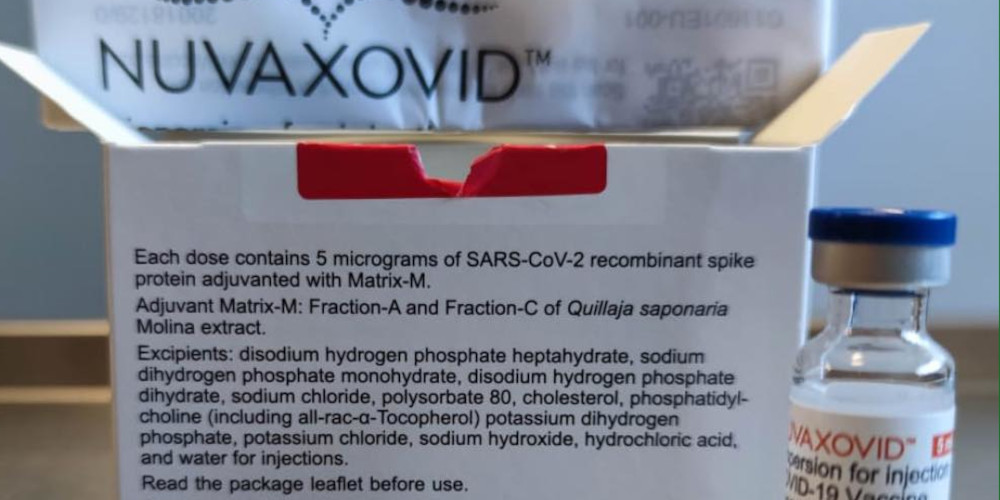 NUVAXOVID™
Each dose contains 5 micrograms of SARS-CoV-2 recombinant spike
protein adjuvanted with Matrix-M.
Adjuvant Matrix-M: Fraction-A and Fraction-C of Quillaja saponaria
Molina extract.
Excipients: disodium hydrogen phosphate heptahydrate, sodium
dihydrogen phosphate monohydrate, disodium hydrogen phosphate
dihydrate, sodium chloride, polysorbate 80, cholesterol, phosphatidyl-
choline (including all-rac-α-Tocopherol) potassium dihydrogen
phosphate, potassium chloride, sodium hydroxide, hydrochloric acid,
and water for injections.
Read the package leaflet before use.
VAXOVID™
persion for injection
VID-19 Vaccine